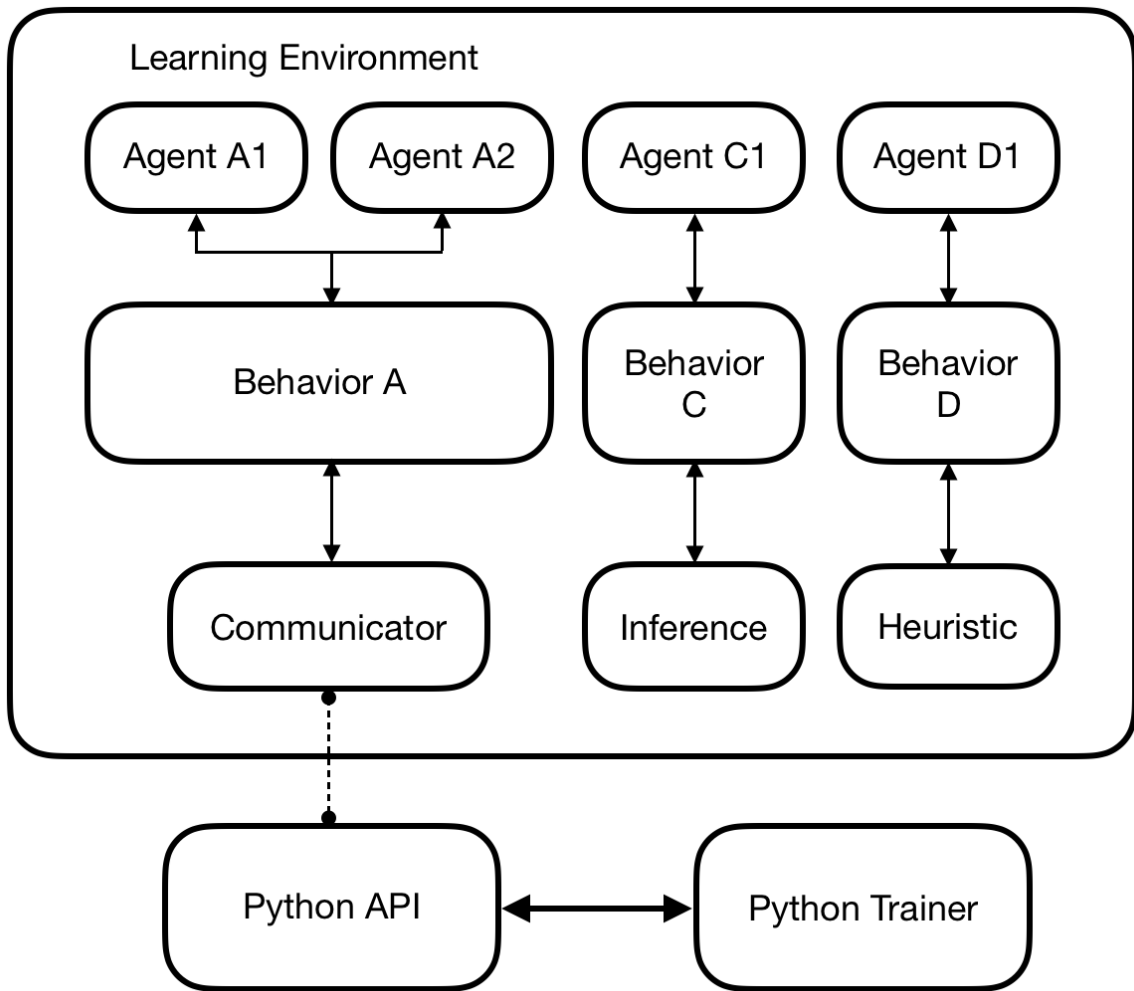 Learning Environment
Agent A1
Agent A2
Agent C1
Agent D1
Behavior A
Behavior
C
Behavior
D
Communicator
Inference
Heuristic
Python API
Python Trainer